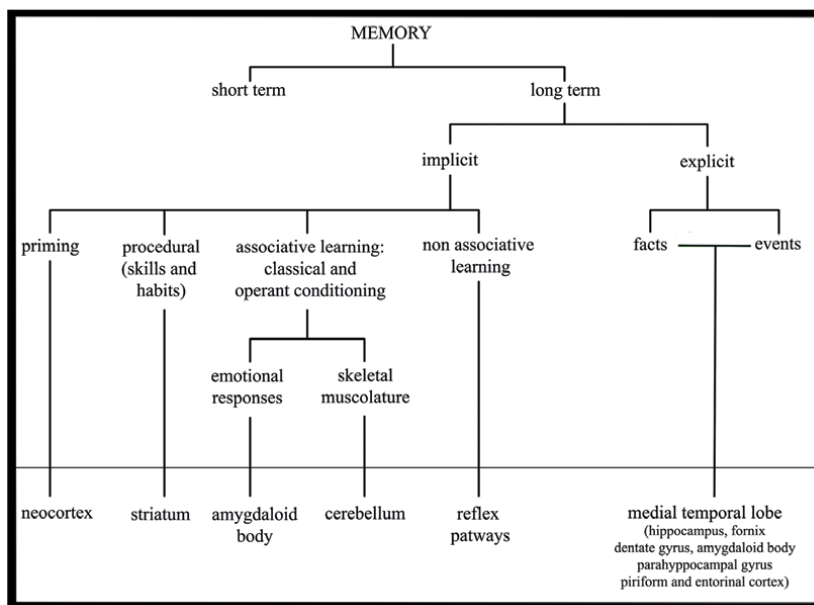 MEMORY
short term
long term
implicit
explicit
priming
procedural
(skills and
habits)
associative learning:
classical and
operant conditioning
non associative
learning
facts
events
emotional
responses
skeletal
muscolature
neocortex
striatum
amygdaloid
body
cerebellum
reflex
patways
medial temporal lobe
(hippocampus, fornix
dentate gyrus, amygdaloid body
parahyppocampal gyrus
piriform and entorinal cortex)